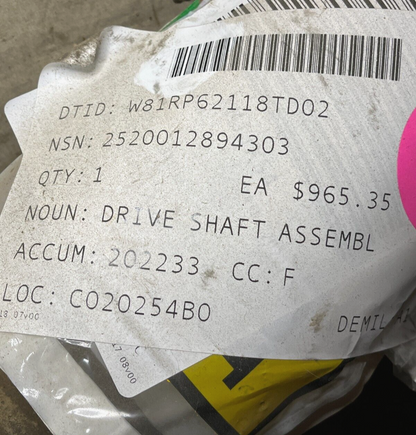 DTID: W81RP62118TD02
NSN: 2520012894303
QTY: 1 EA $965.35
NOUN: DRIVE SHAFT ASSEMBL
ACCUM: 202233 CC: F
LOC: C020254B0
DEMIL